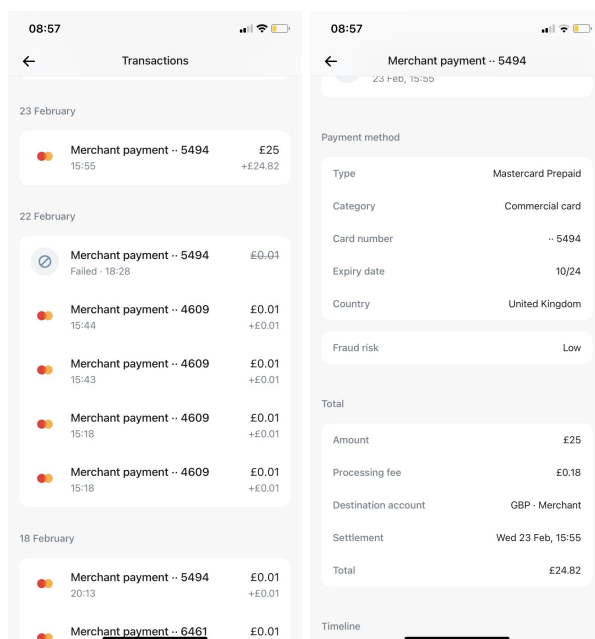 08:57
Transactions
23 February
Merchant payment ·· 5494 £25
15:55 +£24.82
22 February
Merchant payment ·· 5494 £0.01
Failed · 18:28
Merchant payment ·· 4609 £0.01
15:44 +£0.01
Merchant payment ·· 4609 £0.01
15:43 +£0.01
Merchant payment ·· 4609 £0.01
15:18 +£0.01
Merchant payment ·· 4609 £0.01
15:18 +£0.01
18 February
Merchant payment ·· 5494 £0.01
20:13 +£0.01
Merchant payment ·· 6461 £0.01
08:57
Merchant payment ·· 5494
23 Feb, 15:55
Payment method
Type Mastercard Prepaid
Category Commercial card
Card number ·· 5494
Expiry date 10/24
Country United Kingdom
Fraud risk Low
Total
Amount £25
Processing fee £0.18
Destination account GBP · Merchant
Settlement Wed 23 Feb, 15:55
Total £24.82
Timeline